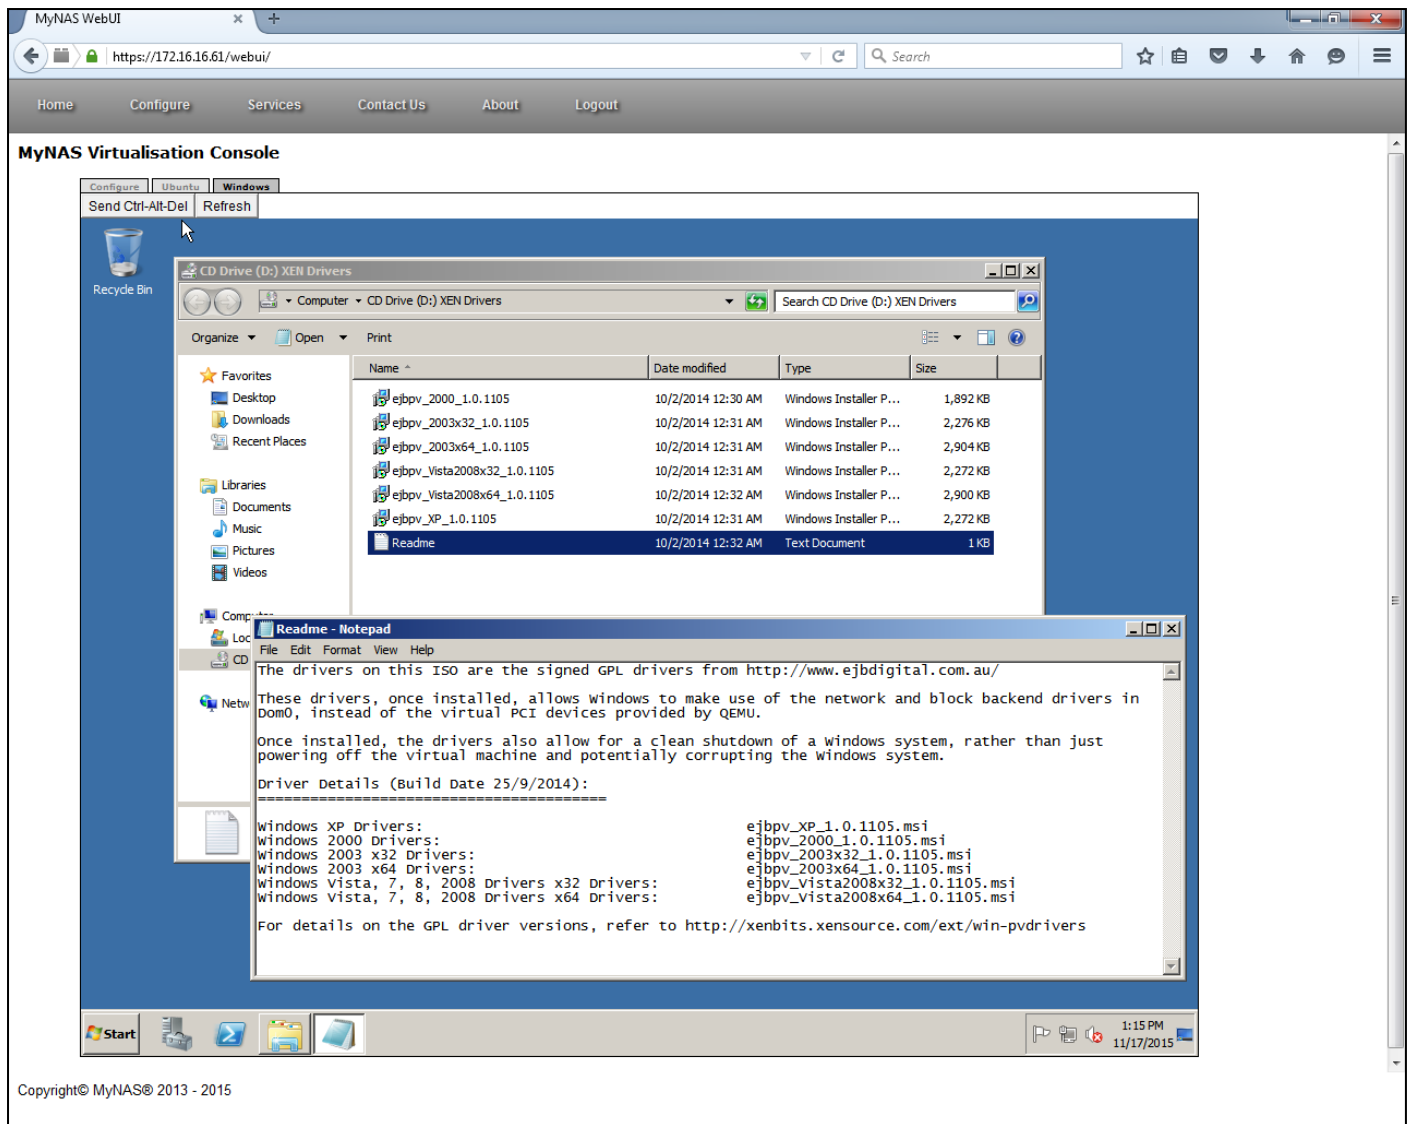 MyNAS WebUI
https://172.16.16.61/webui/
Search
Home Configure Services Contact Us About Logout
MyNAS Virtualisation Console
Configure Ubuntu Windows
Send Ctrl-Alt-Del Refresh
Recycle Bin
CD Drive (D:) XEN Drivers
Computer CD Drive (D:) XEN Drivers
Search CD Drive (D:) XEN Drivers
Organize Open Print
Favorites
Desktop
Downloads
Recent Places
Libraries
Documents
Music
Pictures
Videos
Computer
Loc
CD
Netw
Name Date modified Type Size
ejbpv_2000_1.0.1105 10/2/2014 12:30 AM Windows Installer P... 1,892 KB
ejbpv_2003x32_1.0.1105 10/2/2014 12:31 AM Windows Installer P... 2,276 KB
ejbpv_2003x64_1.0.1105 10/2/2014 12:31 AM Windows Installer P... 2,904 KB
ejbpv_Vista2008x32_1.0.1105 10/2/2014 12:31 AM Windows Installer P... 2,272 KB
ejbpv_Vista2008x64_1.0.1105 10/2/2014 12:32 AM Windows Installer P... 2,900 KB
ejbpv_XP_1.0.1105 10/2/2014 12:31 AM Windows Installer P... 2,272 KB
Readme 10/2/2014 12:32 AM Text Document 1 KB
Readme - Notepad
File Edit Format View Help
The drivers on this ISO are the signed GPL drivers from http://www.ejbdigital.com.au/
These drivers, once installed, allows Windows to make use of the network and block backend drivers in
Dom0, instead of the virtual PCI devices provided by QEMU.
Once installed, the drivers also allow for a clean shutdown of a Windows system, rather than just
powering off the virtual machine and potentially corrupting the Windows system.
Driver Details (Build Date 25/9/2014):
========================================
Windows XP Drivers: ejbpv_XP_1.0.1105.msi
Windows 2000 Drivers: ejbpv_2000_1.0.1105.msi
Windows 2003 x32 Drivers: ejbpv_2003x32_1.0.1105.msi
Windows 2003 x64 Drivers: ejbpv_2003x64_1.0.1105.msi
Windows Vista, 7, 8, 2008 Drivers x32 Drivers: ejbpv_Vista2008x32_1.0.1105.msi
Windows Vista, 7, 8, 2008 Drivers x64 Drivers: ejbpv_Vista2008x64_1.0.1105.msi
For details on the GPL driver versions, refer to http://xenbits.xensource.com/ext/win-pvdrivers
Start
1:15 PM
11/17/2015
Copyright© MyNAS® 2013 - 2015